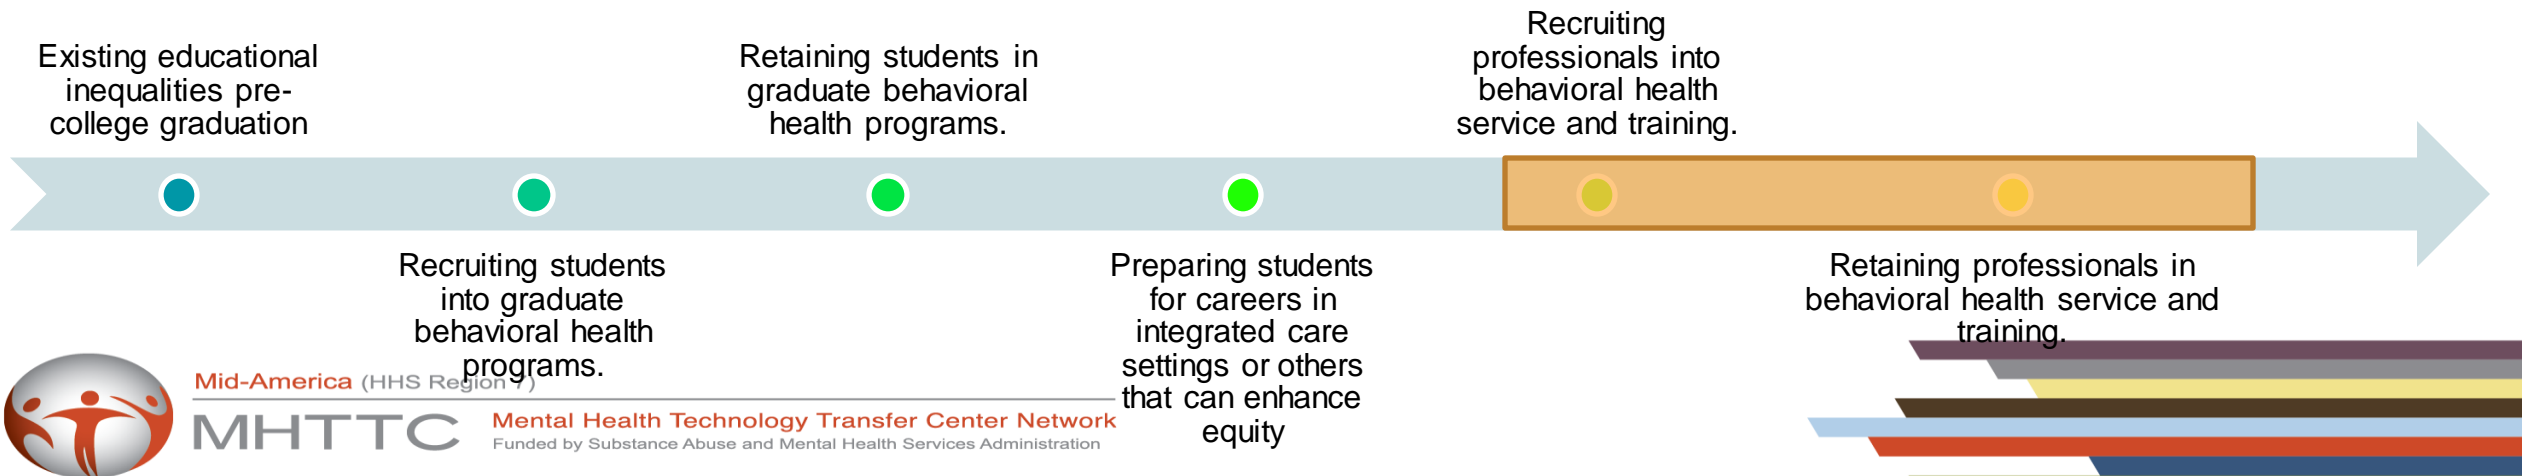 Existing educational
inequalities pre-
college graduation
Recruiting students
into graduate
behavioral health
programs.
Retaining students in
graduate behavioral
health programs.
Preparing students
for careers in
integrated care
settings or others
that can enhance
equity
Recruiting
professionals into
behavioral health
service and training.
Retaining professionals in
behavioral health service and
training.
Mid-America (HHS Region 7)
MHTTC
Mental Health Technology Transfer Center Network
Funded by Substance Abuse and Mental Health Services Administration